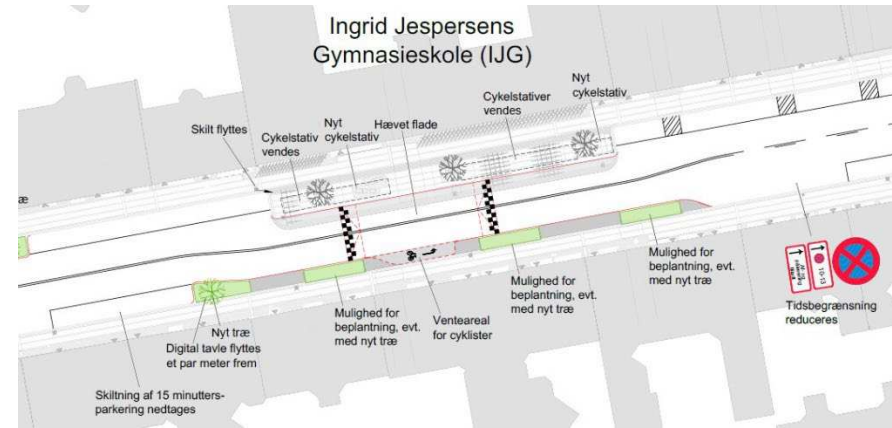 Ingrid Jespersens
Gymnasieskole (IJG)
Skilt flyttes
Cykelstativ
vendes
Nyt
cykelstativ
Hævet flade
Cykelstativer
vendes
Nyt
cykelstativ
æ
Nyt træ
Digital tavle flyttes
et par meter frem
Skiltning af 15 minutters-
parkering nedtages
Mulighed for
beplantning, evt.
med nyt træ
Venteareal
for cyklister
Mulighed for
beplantning, evt.
med nyt træ
Mulighed for
beplantning, evt.
med nyt træ
10-13
Tidsbegrænsning
reduceres